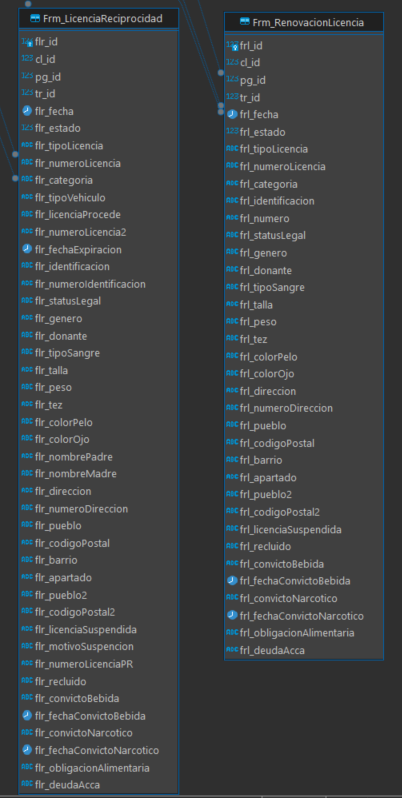 Frm_LicenciaReciprocidad
flr_id
cl_id
pg_id
tr_id
flr_fecha
flr_estado
flr_tipoLicencia
flr_numeroLicencia
flr_categoria
flr_tipoVehiculo
flr_licenciaProcede
flr_numeroLicencia2
flr_fechaExpiracion
flr_identificacion
flr_numeroIdentificacion
flr_statusLegal
flr_genero
flr_donante
flr_tipoSangre
flr_talla
flr_peso
flr_tez
flr_colorPelo
flr_colorOjo
flr_nombrePadre
flr_nombreMadre
flr_direccion
flr_numeroDireccion
flr_pueblo
flr_codigoPostal
flr_barrio
flr_apartado
flr_pueblo2
flr_codigoPostal2
flr_licenciaSuspendida
flr_motivoSuspencion
flr_numeroLicenciaPR
flr_recluido
flr_convictoBebida
flr_fechaConvictoBebida
flr_convictoNarcotico
flr_fechaConvictoNarcotico
flr_obligacionAlimentaria
flr_deudaAcca
Frm_RenovacionLicencia
frl_id
cl_id
pg_id
tr_id
frl_fecha
frl_estado
frl_tipoLicencia
frl_numeroLicencia
frl_categoria
frl_identificacion
frl_numero
frl_statusLegal
frl_genero
frl_donante
frl_tipoSangre
frl_talla
frl_peso
frl_tez
frl_colorPelo
frl_colorOjo
frl_direccion
frl_numeroDireccion
frl_pueblo
frl_codigoPostal
frl_barrio
frl_apartado
frl_pueblo2
frl_codigoPostal2
frl_licenciaSuspendida
frl_recluido
frl_convictoBebida
frl_fechaConvictoBebida
frl_convictoNarcotico
frl_fechaConvictoNarcotico
frl_obligacionAlimentaria
frl_deudaAcca